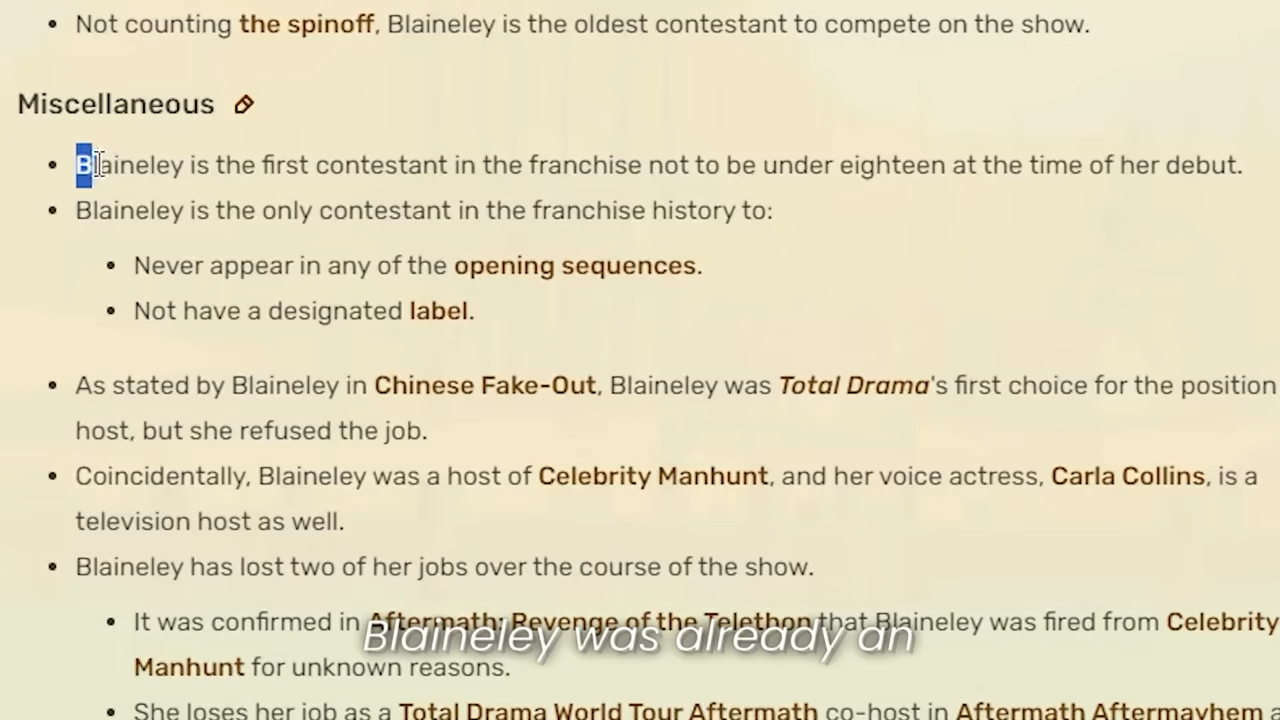 Not counting the spinoff, Blaineley is the oldest contestant to compete on the show.
Miscellaneous
Blaineley is the first contestant in the franchise not to be under eighteen at the time of her debut.
Blaineley is the only contestant in the franchise history to:
Never appear in any of the opening sequences.
Not have a designated label.
As stated by Blaineley in Chinese Fake-Out, Blaineley was Total Drama's first choice for the position
host, but she refused the job.
Coincidentally, Blaineley was a host of Celebrity Manhunt, and her voice actress, Carla Collins, is a
television host as well.
Blaineley has lost two of her jobs over the course of the show.
It was confirmed in Aftermath: Revenge of the Telethon that Blaineley was fired from Celebrity
Blaineley was already an
Manhunt for unknown reasons.
She loses her job as a Total Drama World Tour Aftermath co-host in Aftermath Aftermayhem